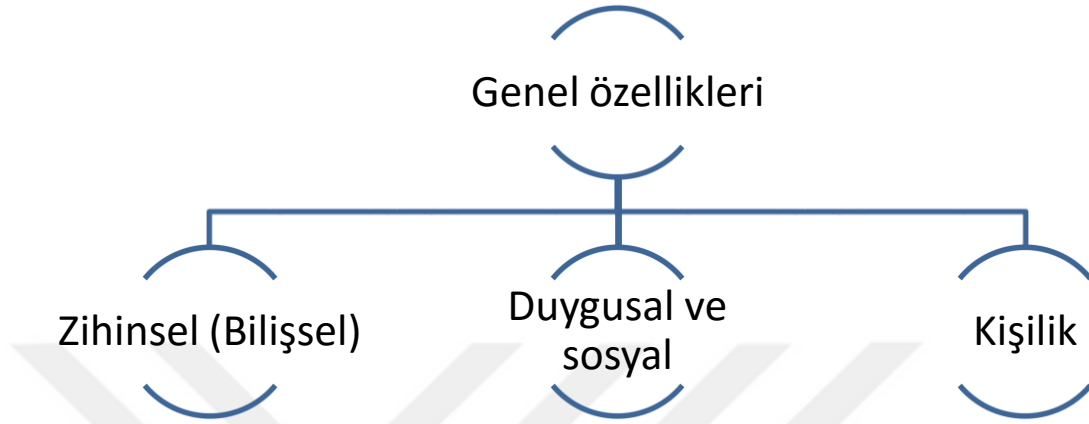 Genel özellikleri
Zihinsel (Bilişsel)
Duygusal ve
sosyal
Kişilik